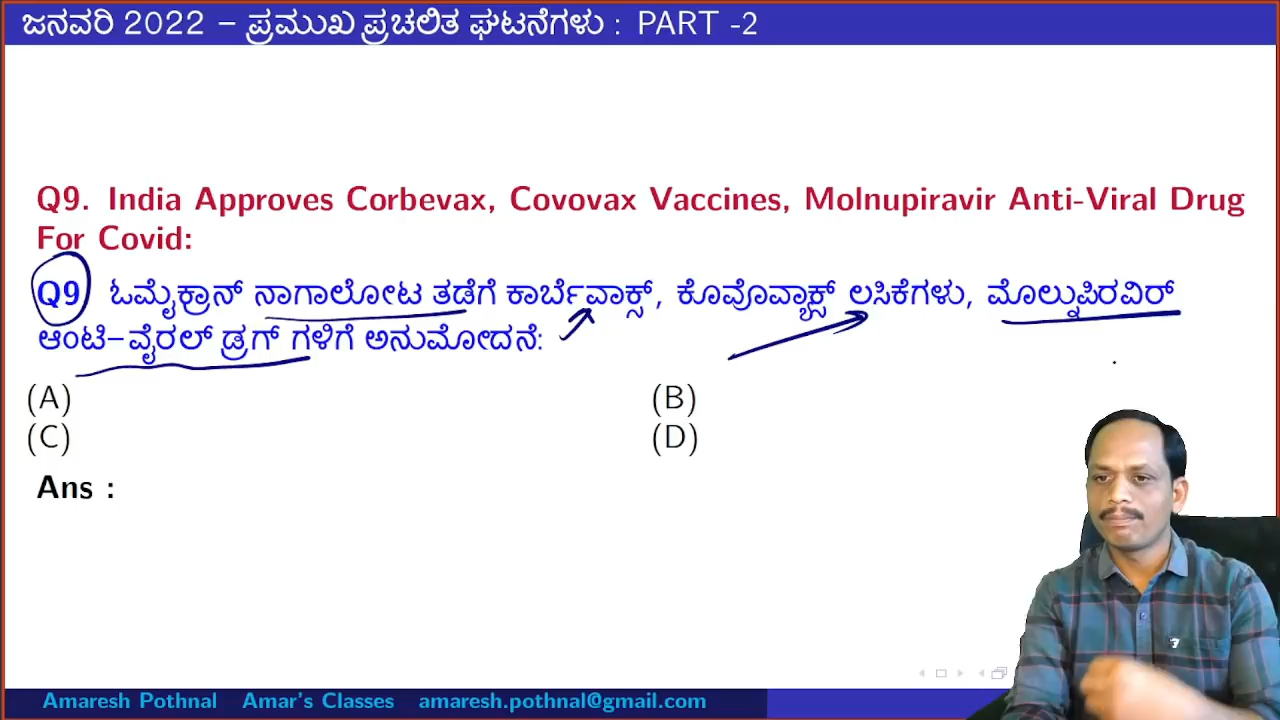 ಜನವರಿ 2022 – ಪ್ರಮುಖ ಪ್ರಚಲಿತ ಘಟನೆಗಳು : PART -2
Q9. India Approves Corbevax, Covovax Vaccines, Molnupiravir Anti-Viral Drug
For Covid:
Q9 ಓಮೈಕ್ರಾನ್ ನಾಗಾಲೋಟ ತಡೆಗೆ ಕಾರ್ಬೆವಾಕ್ಸ್, ಕೊವೊವ್ಯಾಕ್ಸ್ ಲಸಿಕೆಗಳು, ಮೊಲ್ನುಪಿರವಿರ್
ಆಂಟಿ–ವೈರಲ್ ಡ್ರಗ್ ಗಳಿಗೆ ಅನುಮೋದನೆ:
(A) (B)
(C) (D)
Ans :
Amaresh Pothnal Amar's Classes amaresh.pothnal@gmail.com